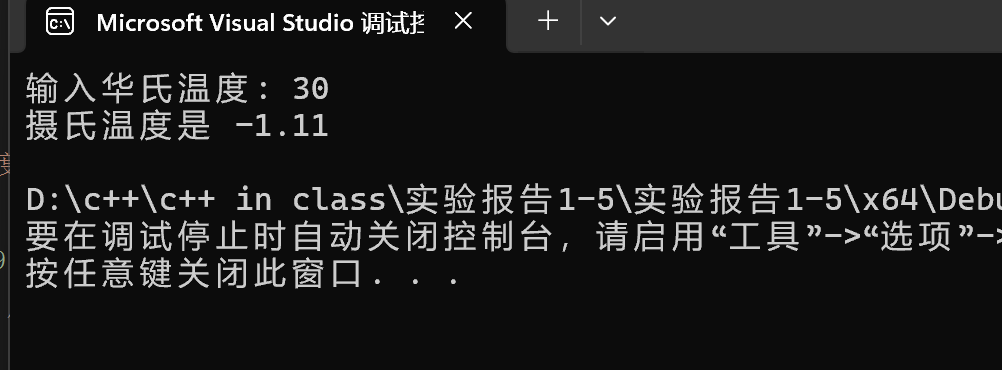 Microsoft Visual Studio 调试
输入华氏温度: 30
摄氏温度是 -1.11
D:\c++\c++ in class\实验报告1-5\实验报告1-5\x64\Debu
要在调试停止时自动关闭控制台, 请启用“工具”->“选项”->
按任意键关闭此窗口. . .